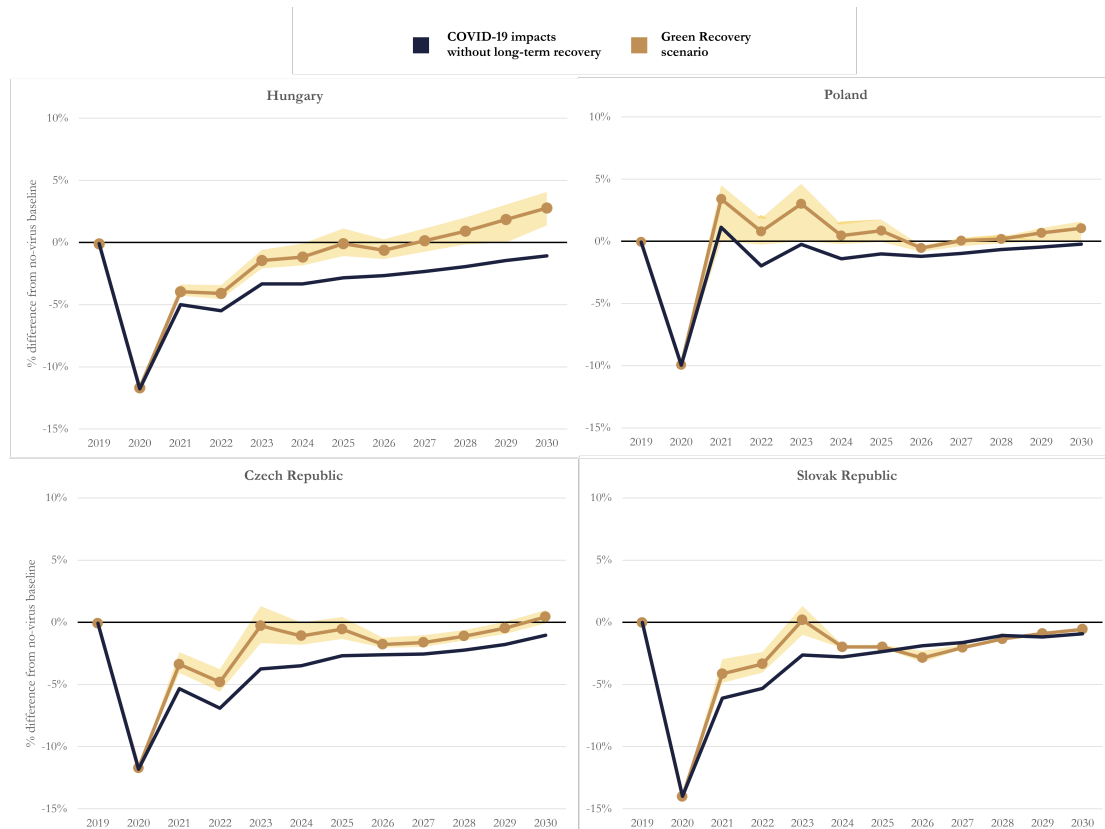 COVID-19 impacts
without long-term recovery
Green Recovery
scenario
Hungary
% difference from no-virus baseline
10%
5%
0%
-5%
-10%
-15%
2019 2020 2021 2022 2023 2024 2025 2026 2027 2028 2029 2030
Poland
10%
5%
0%
-5%
-10%
-15%
2019 2020 2021 2022 2023 2024 2025 2026 2027 2028 2029 2030
Czech Republic
% difference from no-virus baseline
10%
5%
0%
-5%
-10%
-15%
2019 2020 2021 2022 2023 2024 2025 2026 2027 2028 2029 2030
Slovak Republic
10%
5%
0%
-5%
-10%
-15%
2019 2020 2021 2022 2023 2024 2025 2026 2027 2028 2029 2030